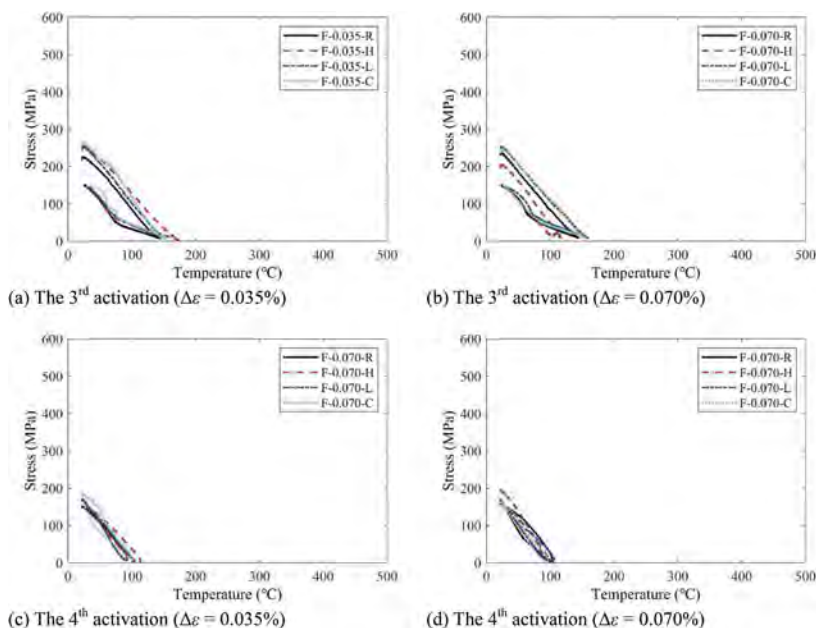 600
500
400
300
200
100
0
Stress (MPa)
F-0.035-R
F-0.035-H
F-0.035-L
F-0.035-C
0 100 200 300 400 500
Temperature (℃)
(a) The 3rd activation (Δε = 0.035%)
600
500
400
300
200
100
0
Stress (MPa)
F-0.070-R
F-0.070-H
F-0.070-L
F-0.070-C
0 100 200 300 400 500
Temperature (℃)
(b) The 3rd activation (Δε = 0.070%)
600
500
400
300
200
100
0
Stress (MPa)
F-0.070-R
F-0.070-H
F-0.070-L
F-0.070-C
0 100 200 300 400 500
Temperature (℃)
(c) The 4th activation (Δε = 0.035%)
600
500
400
300
200
100
0
Stress (MPa)
F-0.070-R
F-0.070-H
F-0.070-L
F-0.070-C
0 100 200 300 400 500
Temperature (℃)
(d) The 4th activation (Δε = 0.070%)